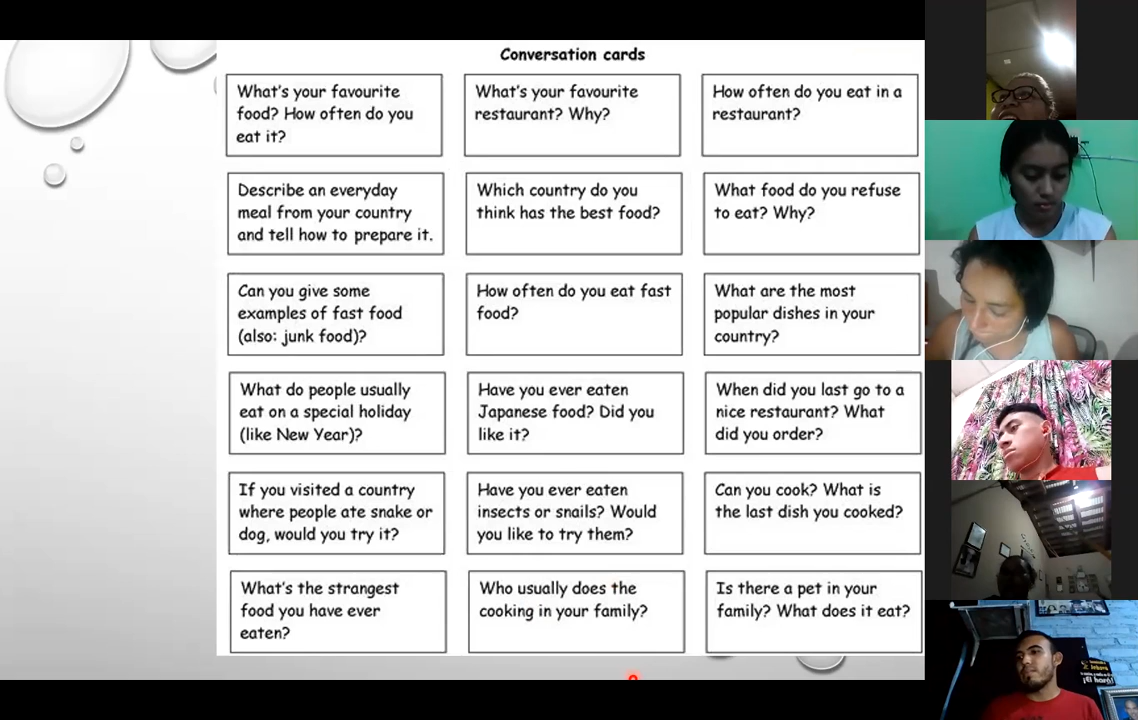 Conversation cards
What's your favourite
food? How often do you
eat it?
What's your favourite
restaurant? Why?
How often do you eat in a
restaurant?
Describe an everyday
meal from your country
and tell how to prepare it.
Which country do you
think has the best food?
What food do you refuse
to eat? Why?
Can you give some
examples of fast food
(also: junk food)?
How often do you eat fast
food?
What are the most
popular dishes in your
country?
What do people usually
eat on a special holiday
(like New Year)?
Have you ever eaten
Japanese food? Did you
like it?
When did you last go to a
nice restaurant? What
did you order?
If you visited a country
where people ate snake or
dog, would you try it?
Have you ever eaten
insects or snails? Would
you like to try them?
Can you cook? What is
the last dish you cooked?
What's the strangest
food you have ever
eaten?
Who usually does the
cooking in your family?
Is there a pet in your
family? What does it eat?
¡Él hará!